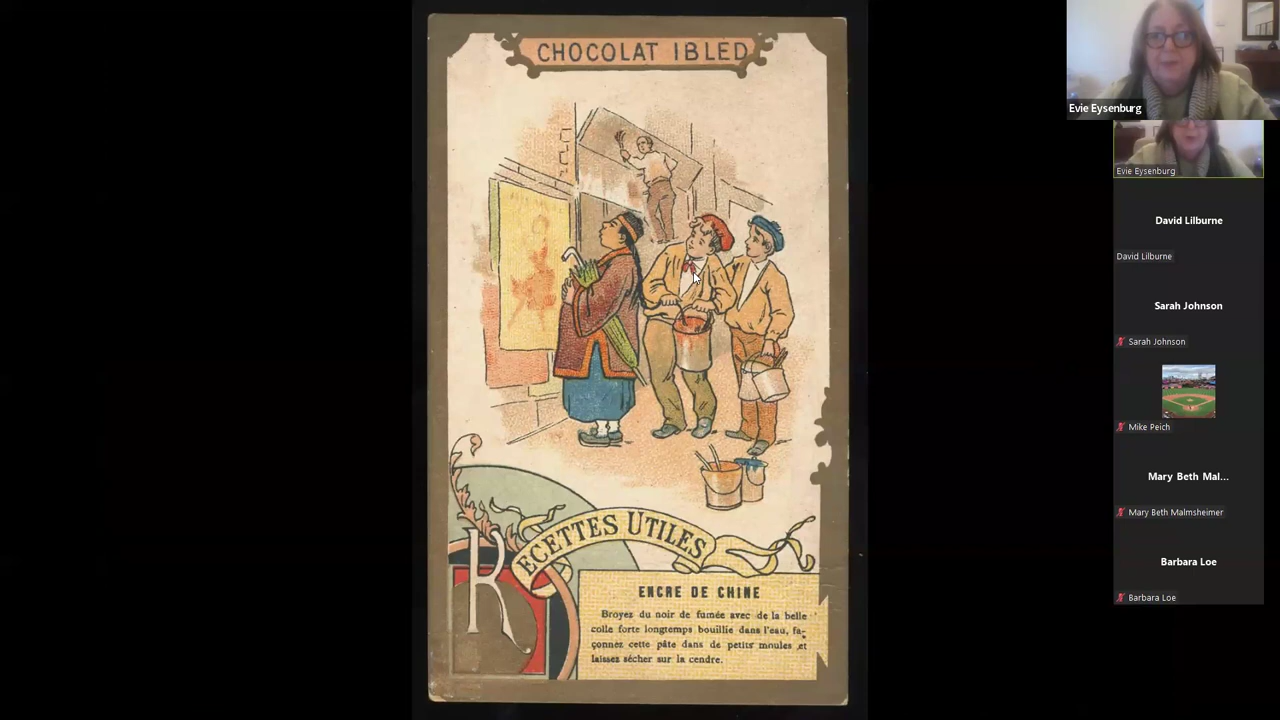 CHOCOLAT IBLED
RECETTES UTILES
ENCRE DE CHINE
Broyez du noir de fumée avec de la belle
colle forte longtemps bouillie dans l'eau, fa-
çonnez cette pâte dans de petits moules et
laissez sécher sur la cendre.
Evie Eysenburg
Evie Eysenburg
David Lilburne
David Lilburne
Sarah Johnson
Sarah Johnson
Mike Peich
Mary Beth Mal...
Mary Beth Malmsheimer
Barbara Loe
Barbara Loe